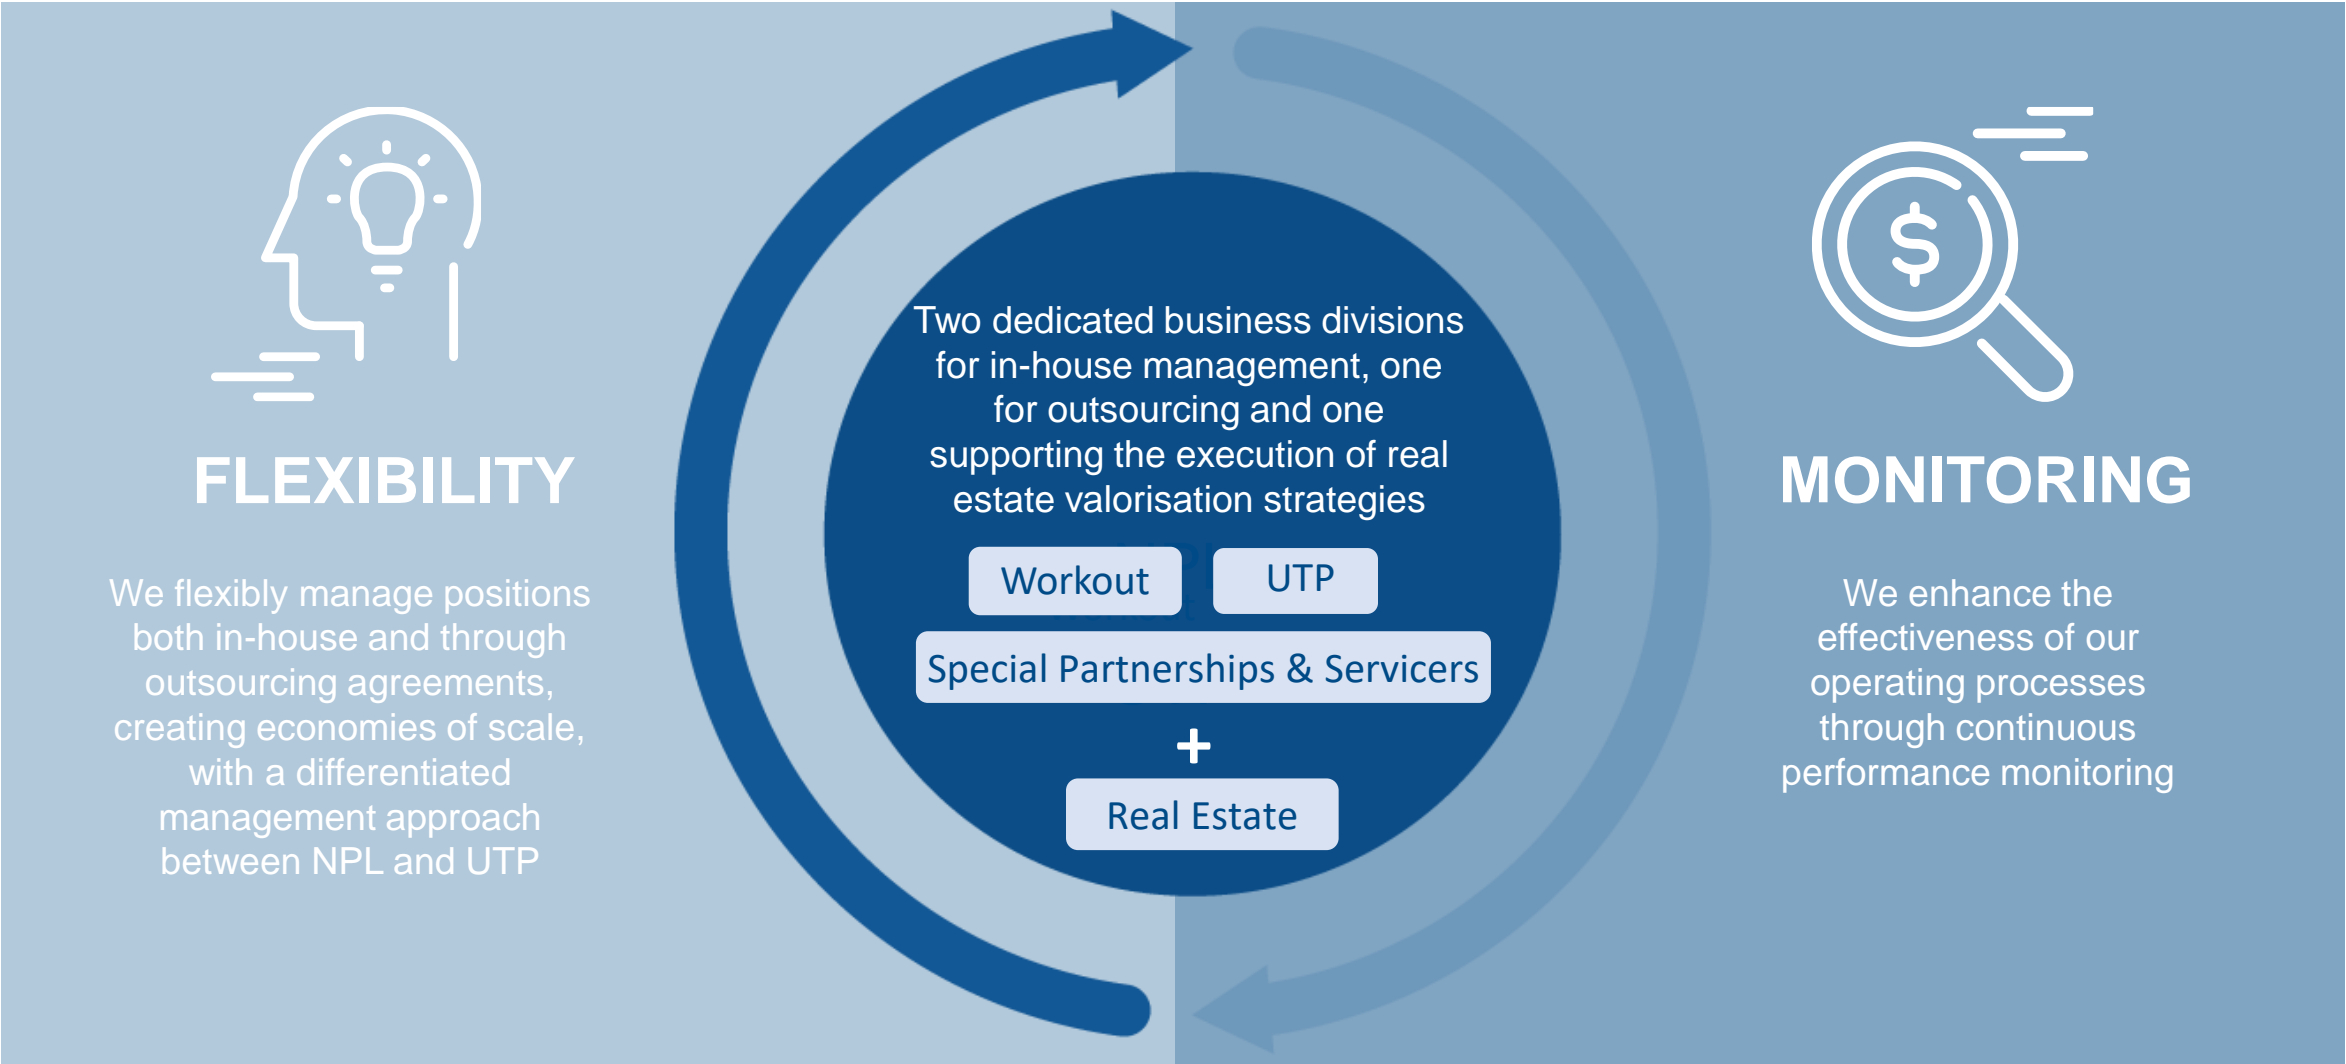 FLEXIBILITY
We flexibly manage positions
both in-house and through
outsourcing agreements,
creating economies of scale,
with a differentiated
management approach
between NPL and UTP
Two dedicated business divisions
for in-house management, one
for outsourcing and one
supporting the execution of real
estate valorisation strategies
Workout
UTP
Special Partnerships & Servicers
+
Real Estate
$
MONITORING
We enhance the
effectiveness of our
operating processes
through continuous
performance monitoring